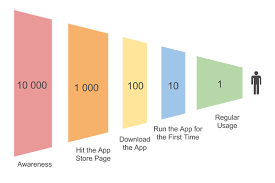 10 000
1 000
100
10
1
Awareness
Hit the App
Store Page
Download
the App
Run the App for
the First Time
Regular
Usage